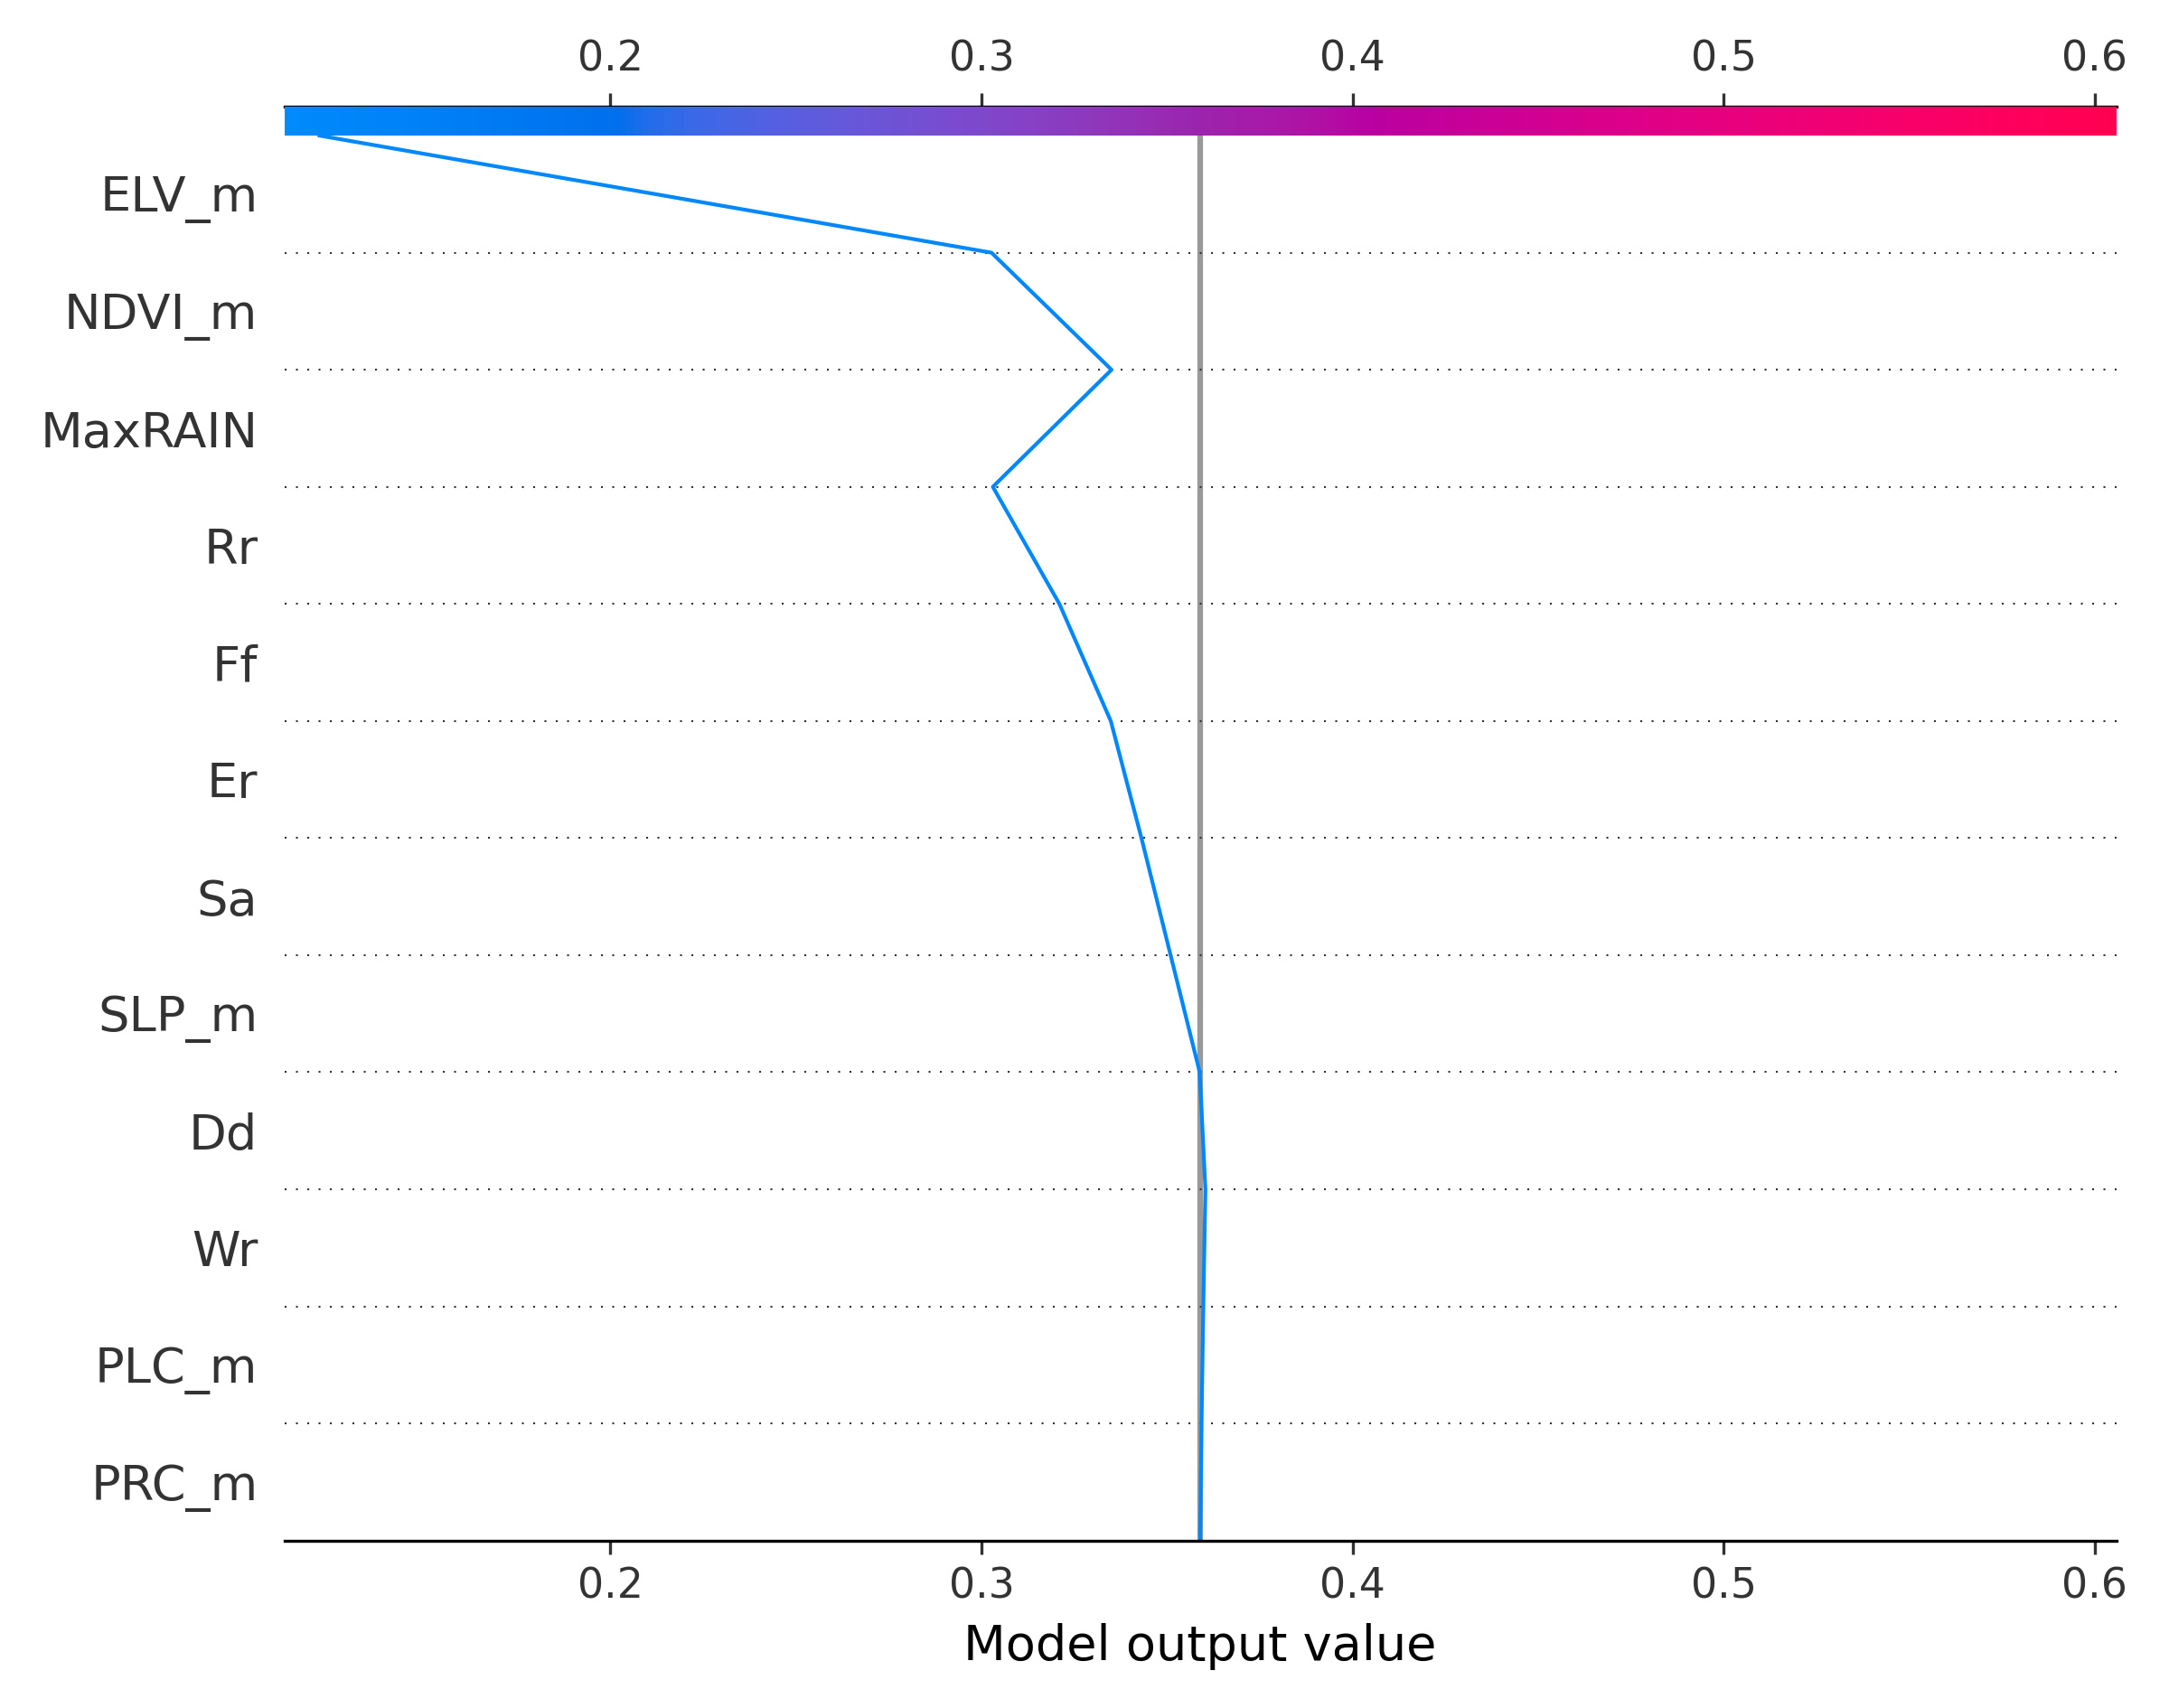 0.2 0.3 0.4 0.5 0.6
ELV_m
NDVI_m
MaxRAIN
Rr
Ff
Er
Sa
SLP_m
Dd
Wr
PLC_m
PRC_m
0.2 0.3 0.4 0.5 0.6
Model output value